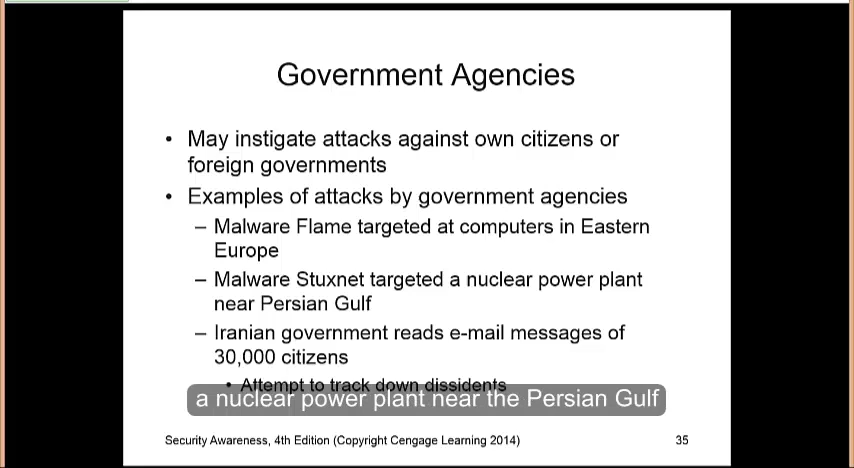 Government Agencies
• May instigate attacks against own citizens or
foreign governments
• Examples of attacks by government agencies
– Malware Flame targeted at computers in Eastern
Europe
– Malware Stuxnet targeted a nuclear power plant
near Persian Gulf
– Iranian government reads e-mail messages of
30,000 citizens
• Attempt to track down dissidents
a nuclear power plant near the Persian Gulf
Security Awareness, 4th Edition (Copyright Cengage Learning 2014) 35